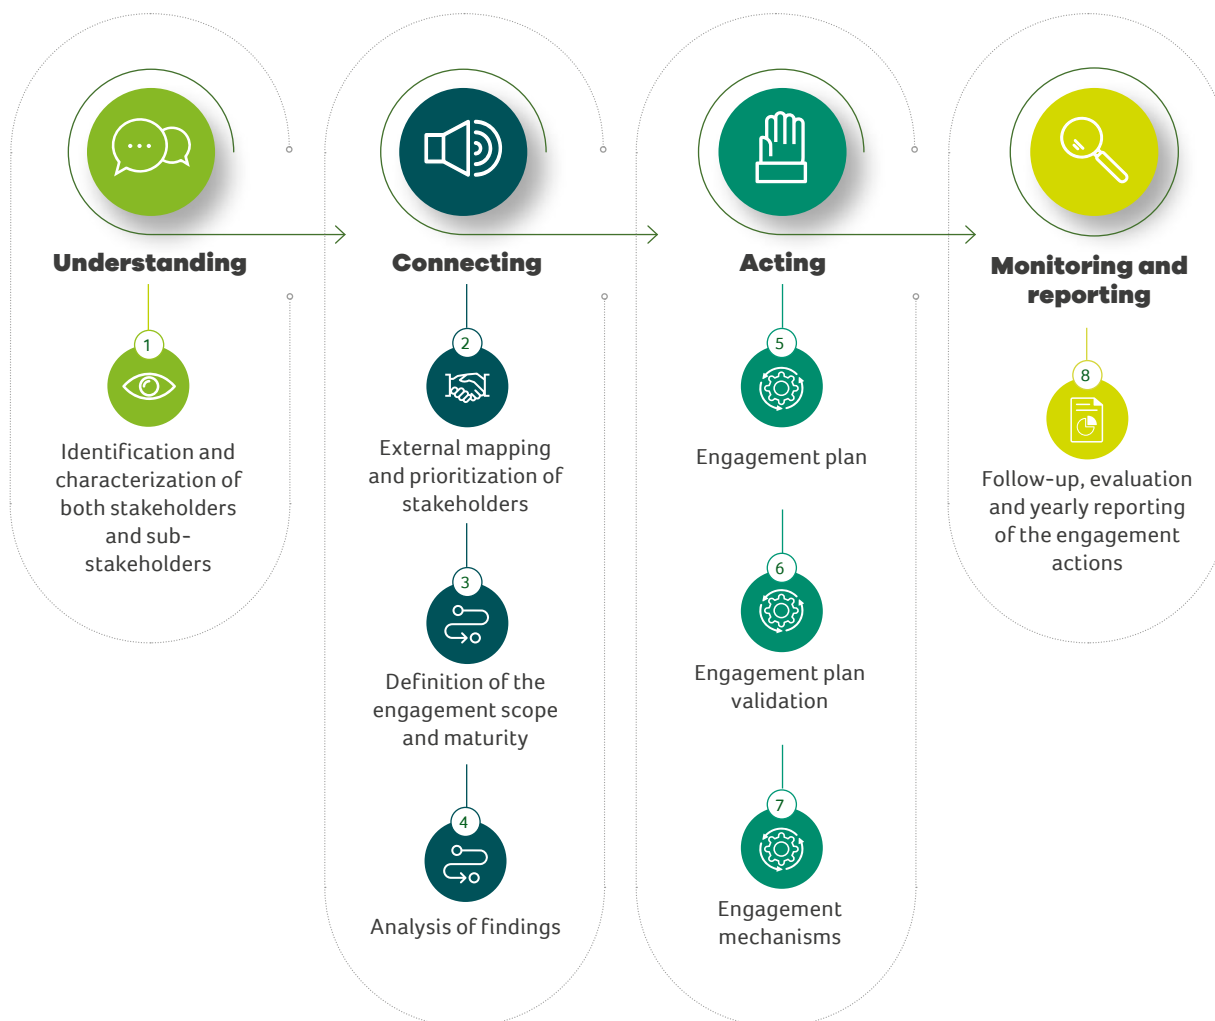 Understanding
1
Identification and
characterization of
both stakeholders
and sub-
stakeholders
Connecting
2
External mapping
and prioritization of
stakeholders
3
Definition of the
engagement scope
and maturity
4
Analysis of findings
Acting
5
Engagement plan
6
Engagement plan
validation
7
Engagement
mechanisms
Monitoring and
reporting
8
Follow-up, evaluation
and yearly reporting
of the engagement
actions